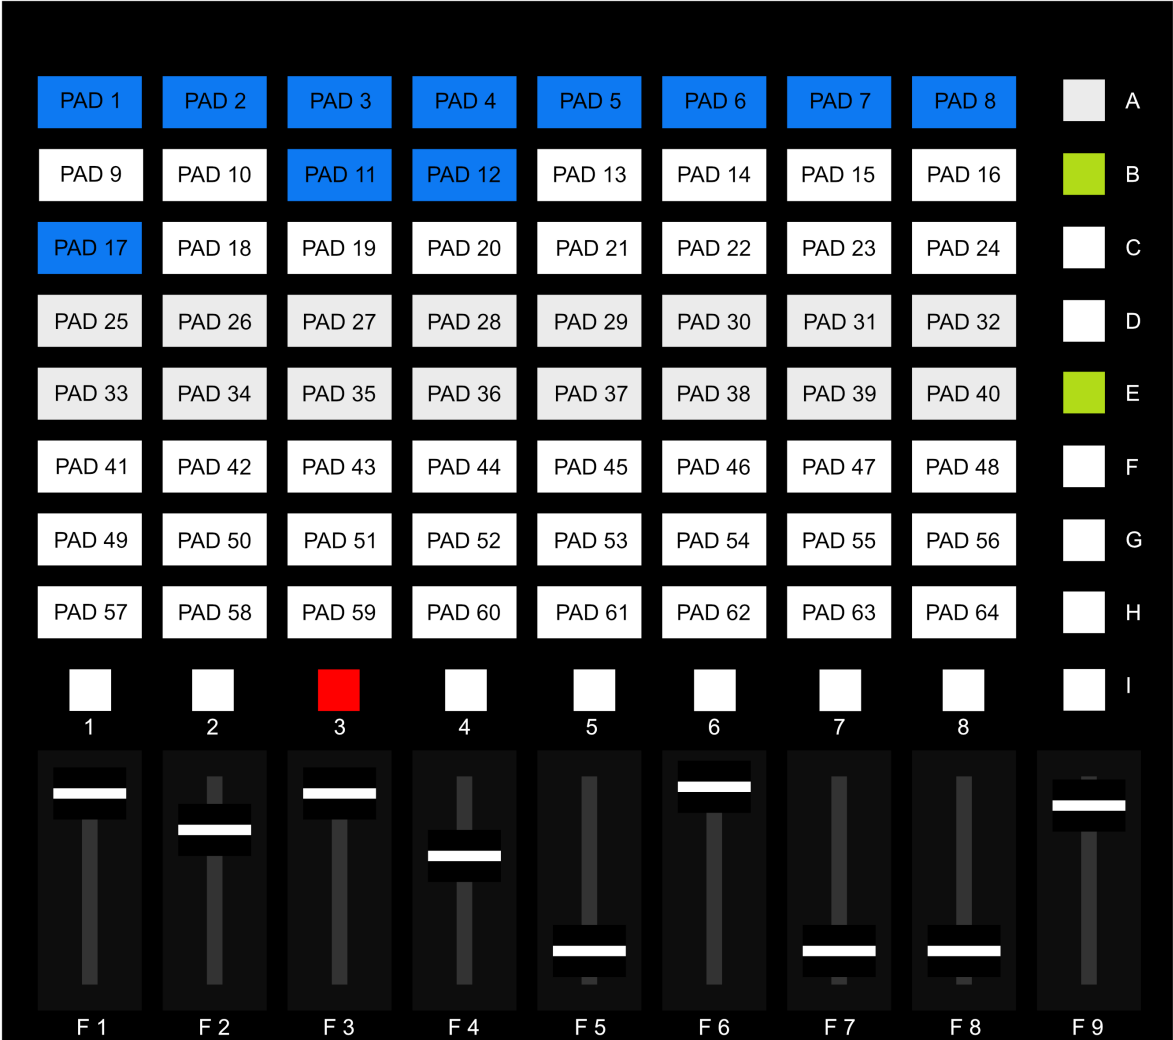 PAD 1 PAD 2 PAD 3 PAD 4 PAD 5 PAD 6 PAD 7 PAD 8 A
PAD 9 PAD 10 PAD 11 PAD 12 PAD 13 PAD 14 PAD 15 PAD 16 B
PAD 17 PAD 18 PAD 19 PAD 20 PAD 21 PAD 22 PAD 23 PAD 24 C
PAD 25 PAD 26 PAD 27 PAD 28 PAD 29 PAD 30 PAD 31 PAD 32 D
PAD 33 PAD 34 PAD 35 PAD 36 PAD 37 PAD 38 PAD 39 PAD 40 E
PAD 41 PAD 42 PAD 43 PAD 44 PAD 45 PAD 46 PAD 47 PAD 48 F
PAD 49 PAD 50 PAD 51 PAD 52 PAD 53 PAD 54 PAD 55 PAD 56 G
PAD 57 PAD 58 PAD 59 PAD 60 PAD 61 PAD 62 PAD 63 PAD 64 H
I
1 2 3 4 5 6 7 8
F 1 F 2 F 3 F 4 F 5 F 6 F 7 F 8 F 9